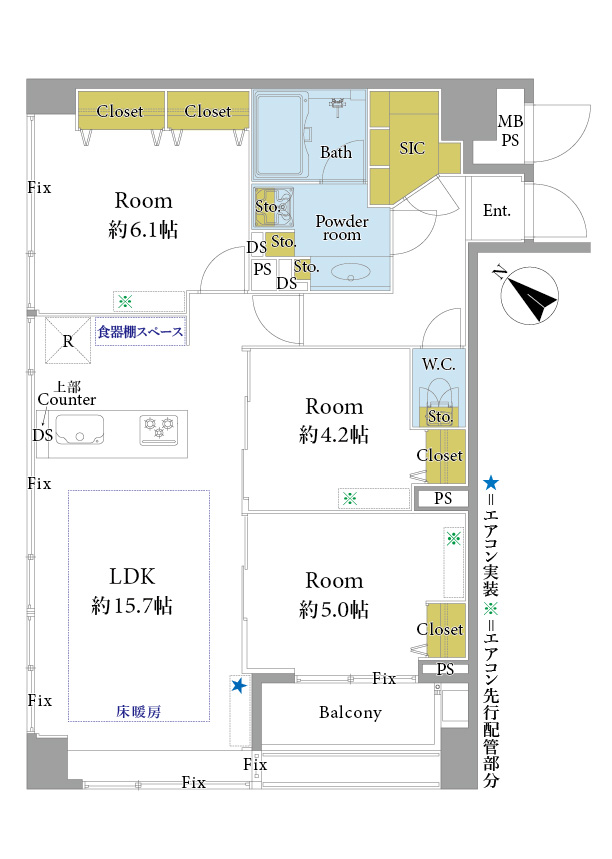 Closet
Closet
Bath
SIC
MB
PS
Fix
Room
約6.1帖
Sto.
Powder
room
Ent.
DS
Sto.
PS
Sto.
DS
N
※
R
食器棚スペース
W.C.
上部
Counter
DS
Room
約4.2帖
Sto.
Closet
Fix
※
PS
★=エアコン実装 ※=エアコン先行配管部分
※
LDK
約15.7帖
Room
約5.0帖
Closet
PS
Fix
★
Fix
床暖房
Balcony
Fix
Fix